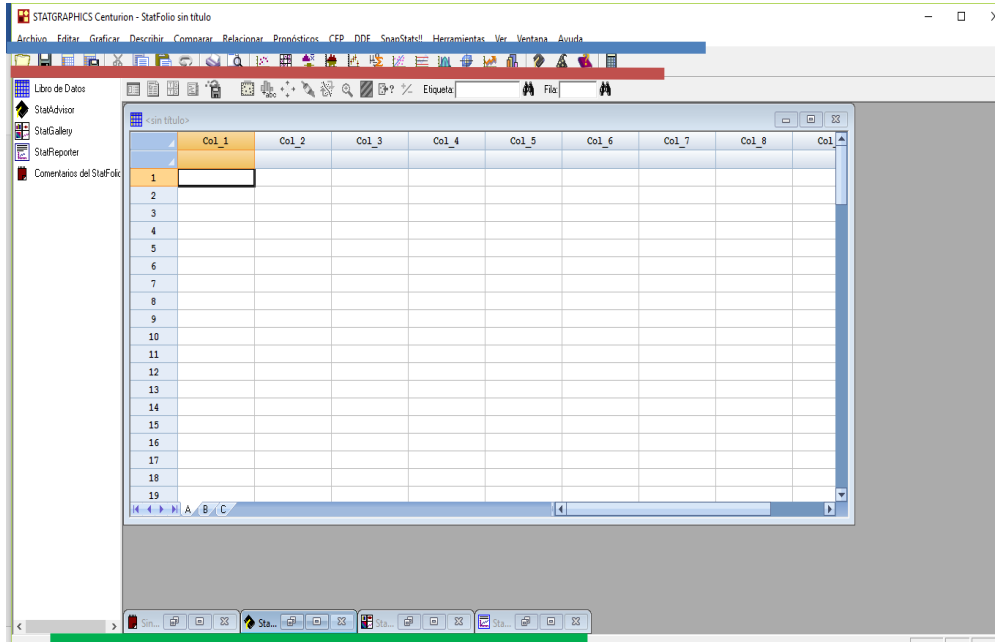 STATGRAPHICS Centurion - StatFolio sin título
Archivo Editar Graficar Describir Comparar Relacionar Pronósticos CEP DDE SnapStats!! Herramientas Ver Ventana Ayuda
Libro de Datos
StatAdvisor
StatGallery
StatReporter
Comentarios del StatFolio
Etiqueta: Fila:
<sin título>
Col_1 Col_2 Col_3 Col_4 Col_5 Col_6 Col_7 Col_8 Col_
1
2
3
4
5
6
7
8
9
10
11
12
13
14
15
16
17
18
19
A B C
Sin... Sta... Sta... Sta...